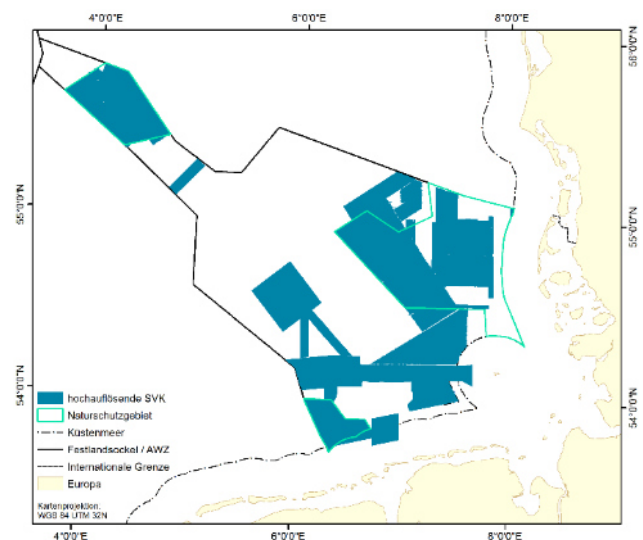 4°0'0"E 6°0'0"E 8°0'0"E
56°0'0"N
55°0'0"N
55°0'0"N
54°0'0"N
54°0'0"N
hochauflösende SVK
Naturschutzgebiet
Küstenmeer
Festlandsockel / AWZ
Internationale Grenze
Europa
Kartenprojektion:
WGS 84 UTM 32N
4°0'0"E 6°0'0"E 8°0'0"E